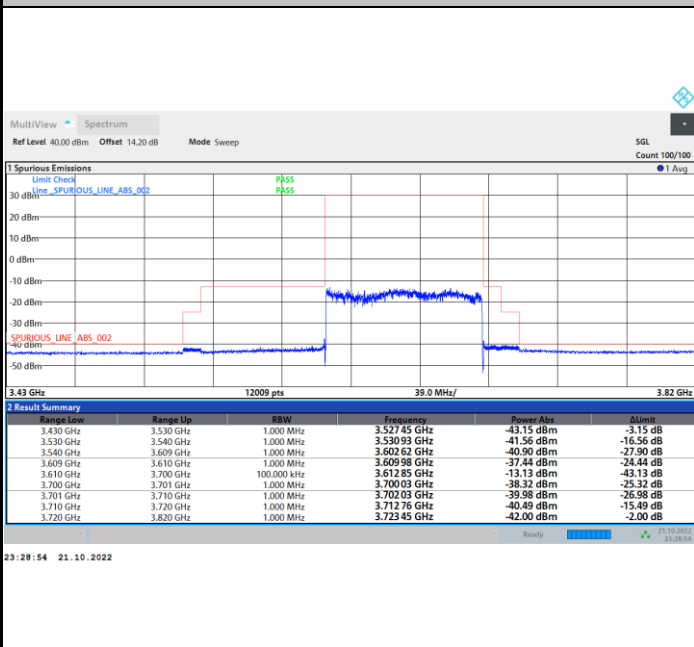 MultiView Spectrum
Ref Level 40.00 dBm Offset 14.20 dB Mode Sweep SGL
Count 100/100
1 Spurious Emissions 1 Avg
Limit Check PASS
Line _SPURIOUS_LINE_ABS_002 PASS
30 dBm
20 dBm
10 dBm
0 dBm
-10 dBm
-20 dBm
-30 dBm
SPURIOUS_LINE_ABS_002
-40 dBm
-50 dBm
3.43 GHz 12009 pts 39.0 MHz/ 3.82 GHz
2 Result Summary
Range Low Range Up RBW Frequency Power Abs ΔLimit
3.430 GHz 3.530 GHz 1.000 MHz 3.527 45 GHz -43.15 dBm -3.15 dB
3.530 GHz 3.540 GHz 1.000 MHz 3.530 93 GHz -41.56 dBm -16.56 dB
3.540 GHz 3.609 GHz 1.000 MHz 3.602 62 GHz -40.90 dBm -27.90 dB
3.609 GHz 3.610 GHz 1.000 MHz 3.609 98 GHz -37.44 dBm -24.44 dB
3.610 GHz 3.700 GHz 100.000 kHz 3.612 85 GHz -13.13 dBm -43.13 dB
3.700 GHz 3.701 GHz 1.000 MHz 3.700 03 GHz -38.32 dBm -25.32 dB
3.701 GHz 3.710 GHz 1.000 MHz 3.702 03 GHz -39.98 dBm -26.98 dB
3.710 GHz 3.720 GHz 1.000 MHz 3.712 76 GHz -40.49 dBm -15.49 dB
3.720 GHz 3.820 GHz 1.000 MHz 3.723 45 GHz -42.00 dBm -2.00 dB
Ready 21.10.2022
23:28:54
23:28:54 21.10.2022